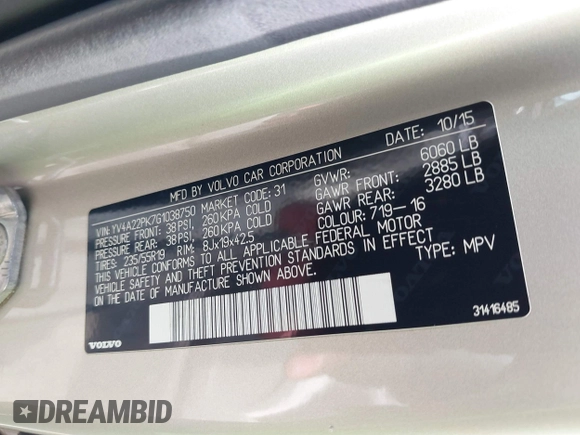 MFD BY VOLVO CAR CORPORATION DATE: 10/15
VIN: YV4A22PK7G1038750 MARKET CODE: 31 GVWR: 6060 LB
PRESSURE FRONT: 38 PSI, 260 KPA COLD GAWR FRONT: 2885 LB
PRESSURE REAR: 38 PSI, 260 KPA COLD GAWR REAR: 3280 LB
TIRES: 235/55R19 RIM: 8Jx19x42.5 COLOUR: 719-16
THIS VEHICLE CONFORMS TO ALL APPLICABLE FEDERAL MOTOR
VEHICLE SAFETY AND THEFT PREVENTION STANDARDS IN EFFECT
ON THE DATE OF MANUFACTURE SHOWN ABOVE. TYPE: MPV
31416485
VOLVO
DREAMBID